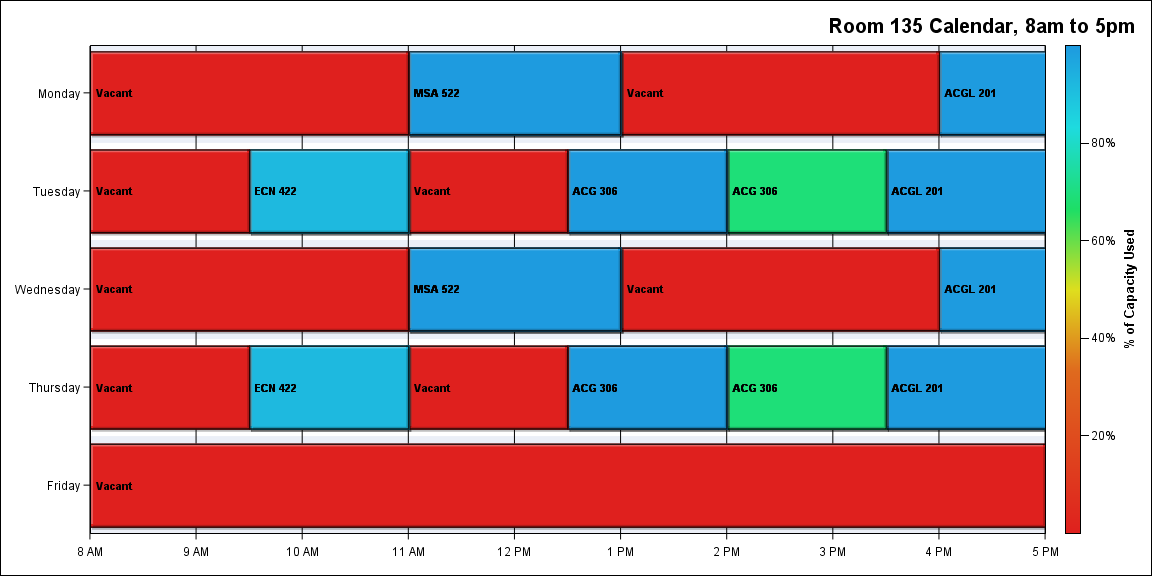 Room 135 Calendar, 8am to 5pm
Monday
Vacant
MSA 522
Vacant
ACGL 201
Tuesday
Vacant
ECN 422
Vacant
ACG 306
ACG 306
ACGL 201
Wednesday
Vacant
MSA 522
Vacant
ACGL 201
Thursday
Vacant
ECN 422
Vacant
ACG 306
ACG 306
ACGL 201
Friday
Vacant
8 AM
9 AM
10 AM
11 AM
12 PM
1 PM
2 PM
3 PM
4 PM
5 PM
80%
60%
40%
20%
% of Capacity Used